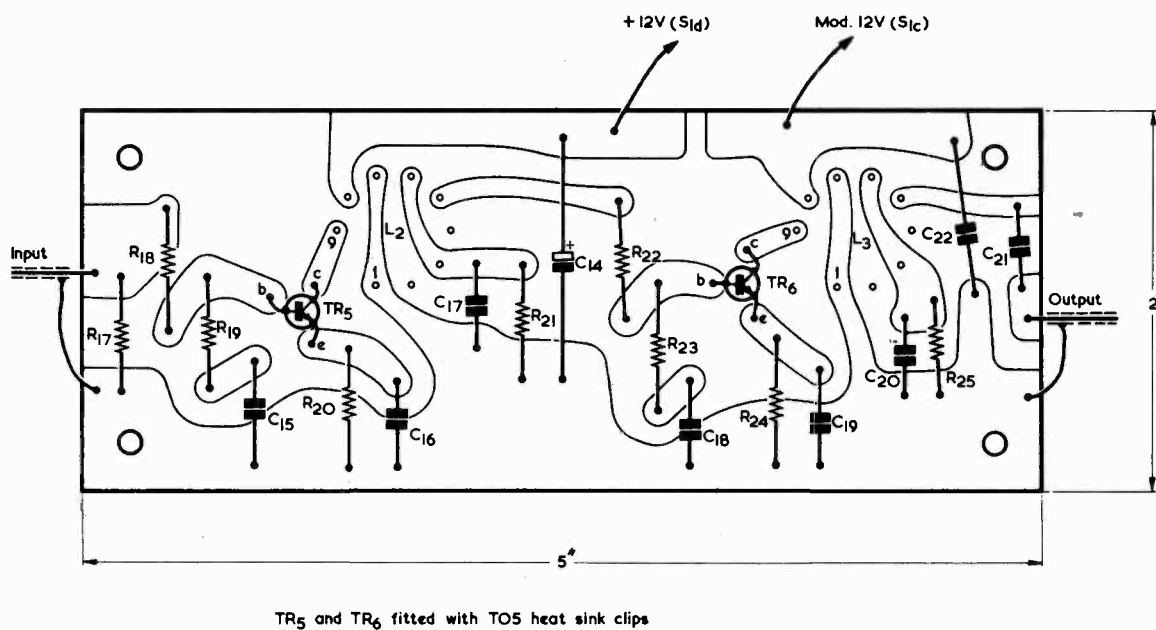 +12V (S1d)
Mod. 12V (S1c)
Input
R18
R17
R19
b
c
e
TR5
9
L2
1
C15
R20
C16
C17
R21
+
C14
R22
R23
C18
b
c
e
TR6
9
L3
1
R24
C19
C20
R25
C22
C21
Output
2
5"
TR5 and TR6 fitted with TO5 heat sink clips